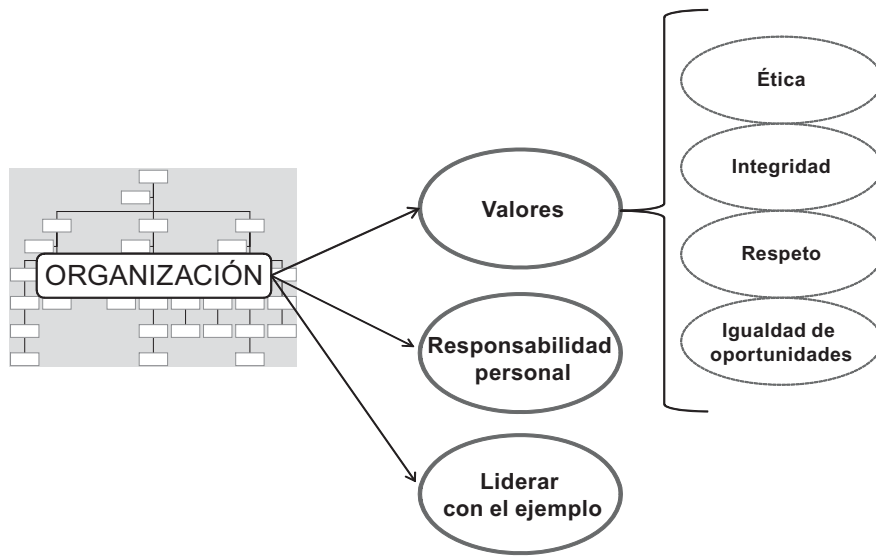 Ética
Integridad
Valores
Respeto
ORGANIZACIÓN
Responsabilidad
personal
Igualdad de
oportunidades
Liderar
con el ejemplo